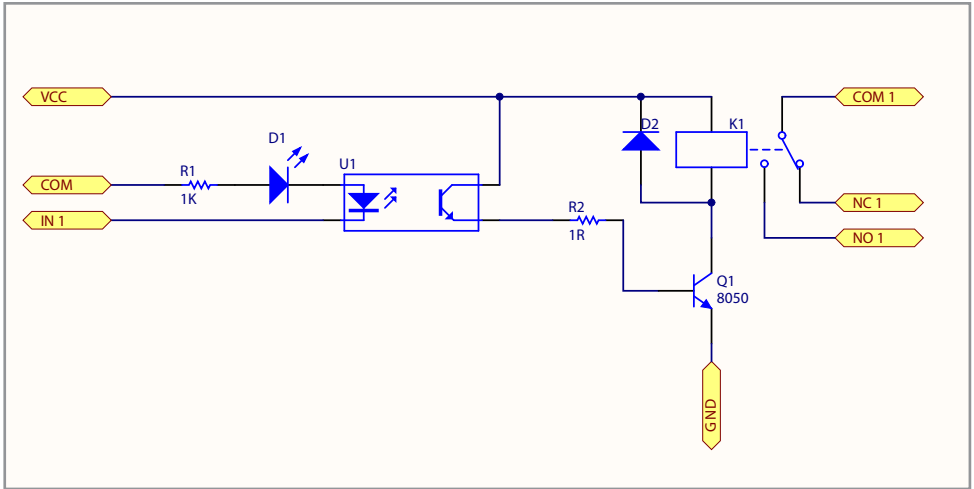 VCC
COM 1
D2
K1
D1
U1
R1
COM
1K
NC 1
R2
IN 1
1R
NO 1
Q1
8050
GND